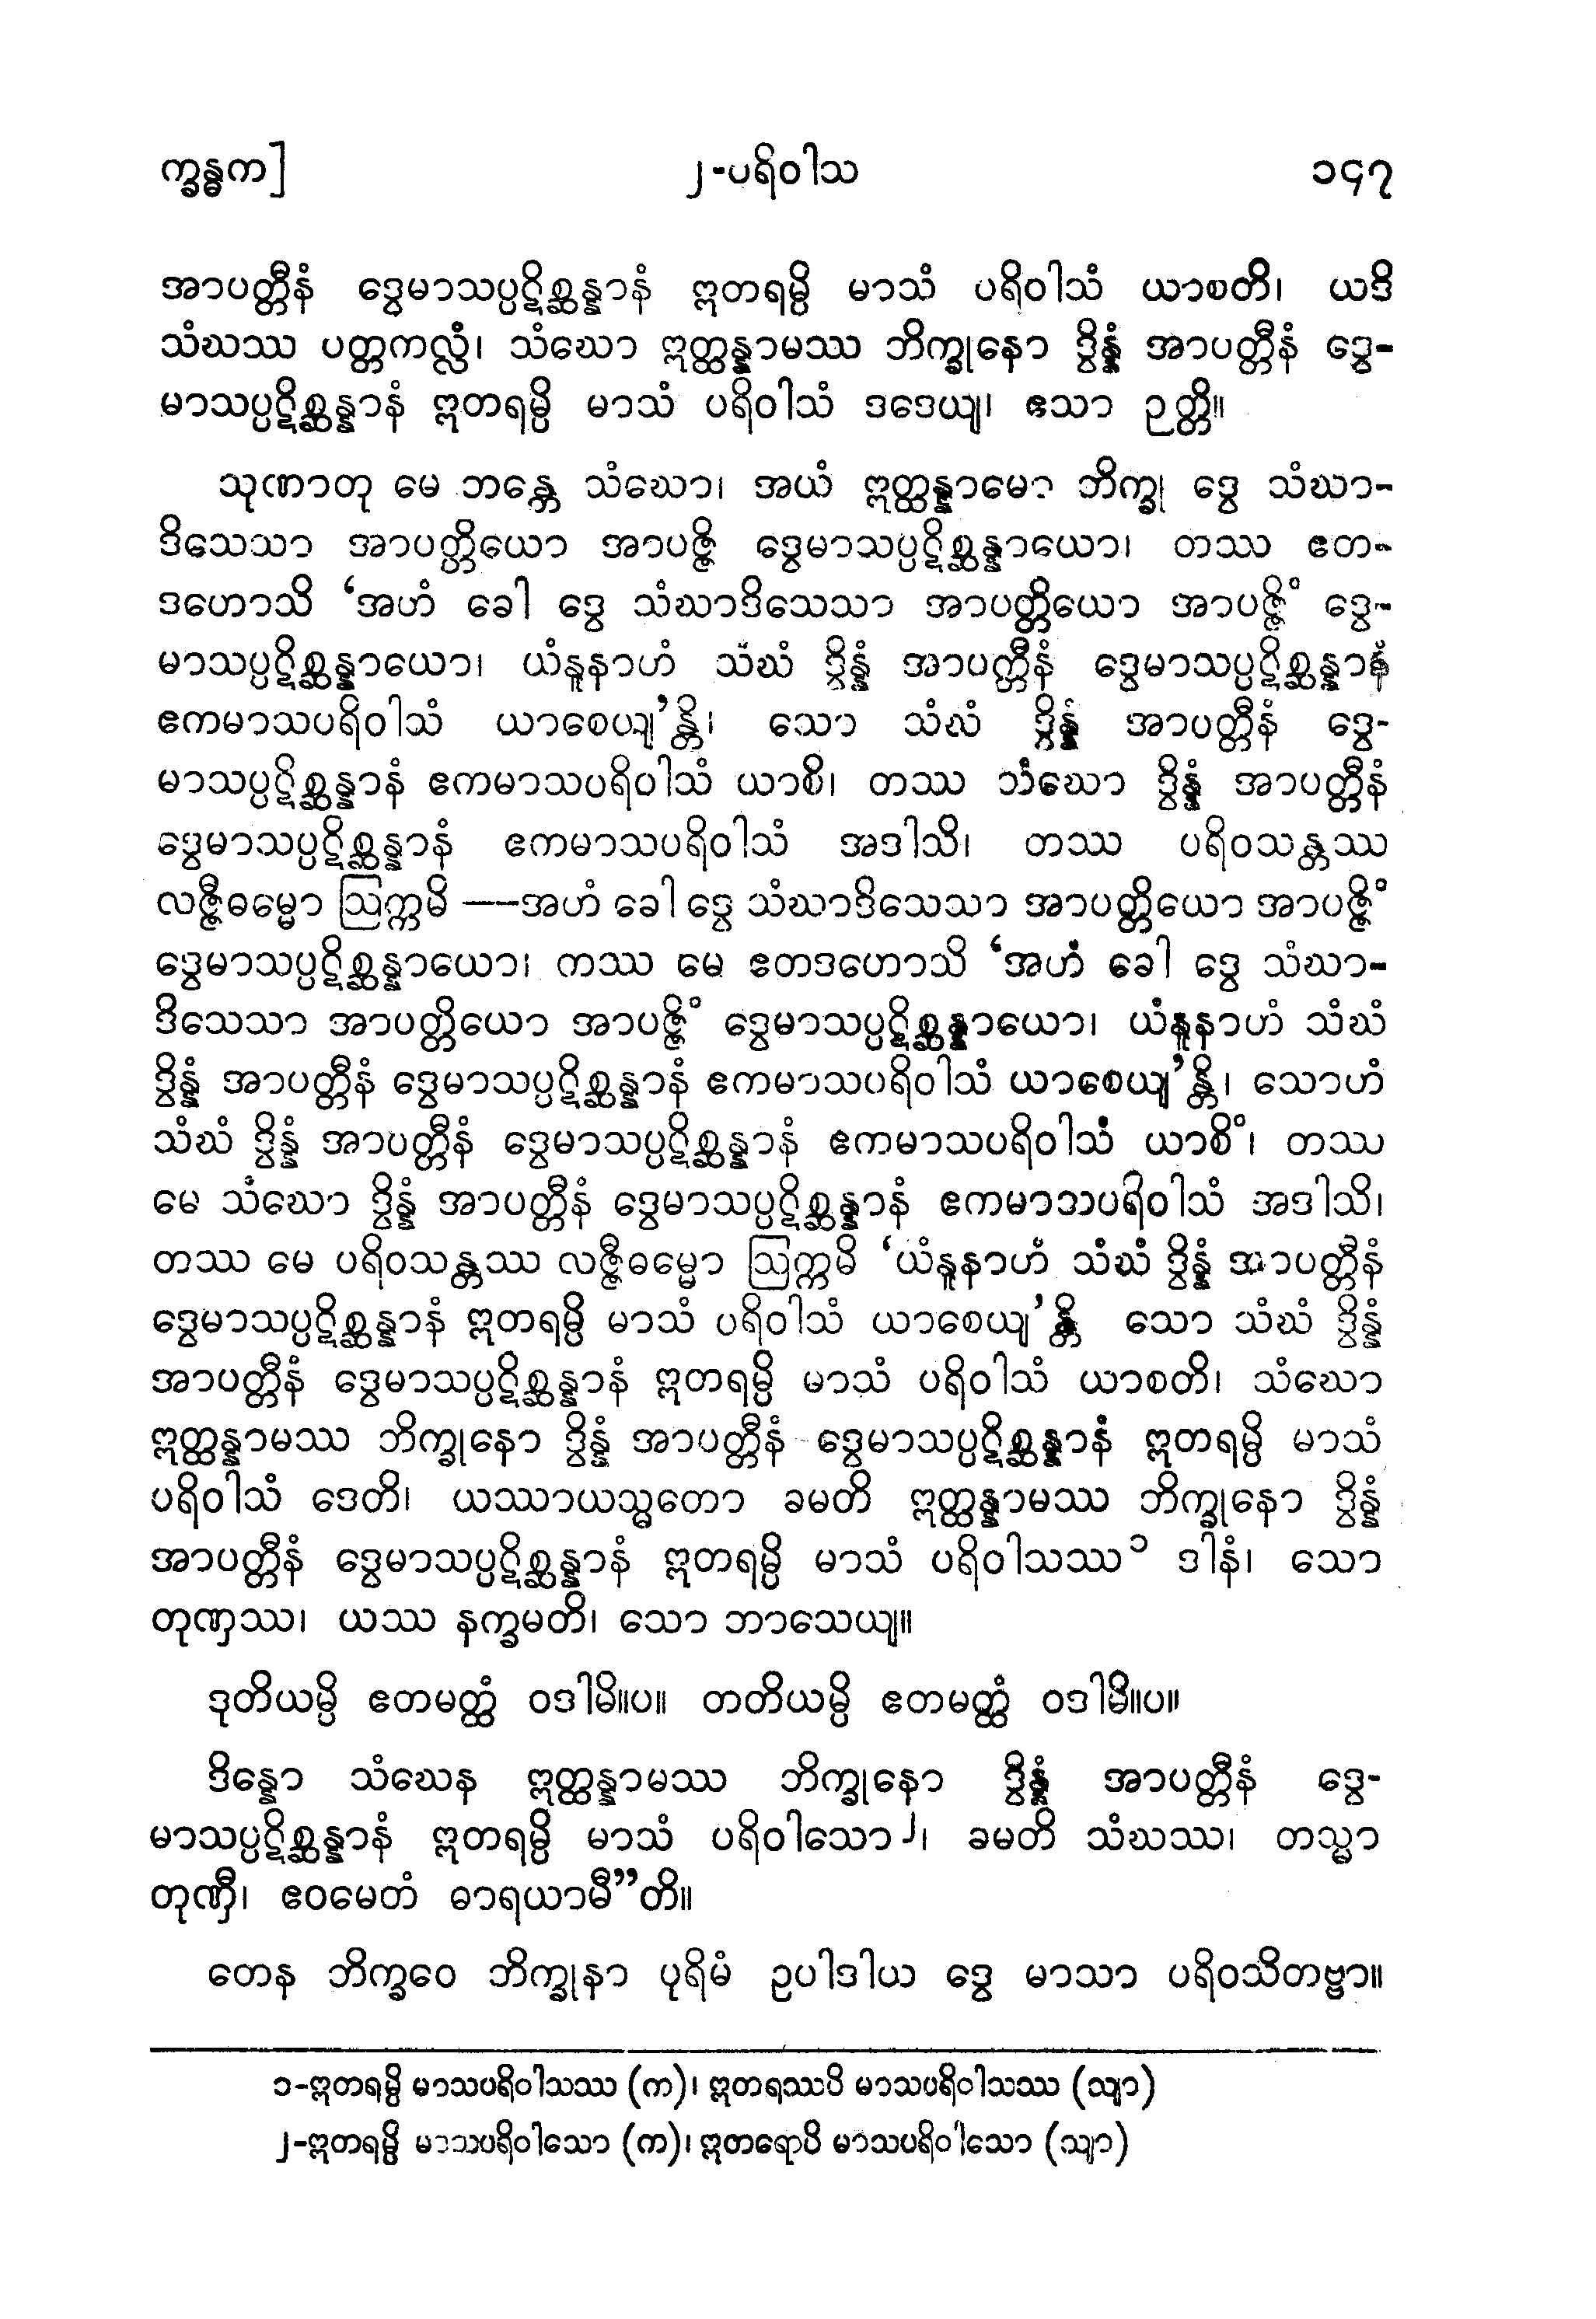 က္ခန္ဓက]
၂-ပရိဝါသ
၁၄၇
အာပတ္တီနံ ဒွေမာသပ္ပဋိစ္ဆန္နာနံ ဣတရမ္ပိ မာသံ ပရိဝါသံ ယာစတိ၊ ယဒိ
သံဃဿ ပတ္တကလ္လံ၊ သံဃော ဣတ္ထန္နာမဿ ဘိက္ခုနော ဒွိန္နံ အာပတ္တီနံ ဒွေ-
မာသပ္ပဋိစ္ဆန္နာနံ ဣတရမ္ပိ မာသံ ပရိဝါသံ ဒဒေယျ၊ ဧသာ ဉတ္တိ။
သုဏာတု မေ ဘန္တေ သံဃော၊ အယံ ဣတ္ထန္နာမော ဘိက္ခု ဒွေ သံဃာ-
ဒိသေသာ အာပတ္တိယော အာပဇ္ဇိ ဒွေမာသပ္ပဋိစ္ဆန္နာယော၊ တဿ ဧတ-
ဒဟောသိ ‘အဟံ ခေါ ဒွေ သံဃာဒိသေသာ အာပတ္တိယော အာပဇ္ဇိံ ဒွေ-
မာသပ္ပဋိစ္ဆန္နာယော၊ ယံနူနာဟံ သံဃံ ဒွိန္နံ အာပတ္တီနံ ဒွေမာသပ္ပဋိစ္ဆန္နာနံ
ဧကမာသပရိဝါသံ ယာစေယျ’န္တိ၊ သော သံဃံ ဒွိန္နံ အာပတ္တီနံ ဒွေ-
မာသပ္ပဋိစ္ဆန္နာနံ ဧကမာသပရိဝါသံ ယာစိ၊ တဿ သံဃော ဒွိန္နံ အာပတ္တီနံ
ဒွေမာသပ္ပဋိစ္ဆန္နာနံ ဧကမာသပရိဝါသံ အဒါသိ၊ တဿ ပရိဝသန္တဿ
လဇ္ဇီဓမ္မော ဩက္ကမိ ——အဟံ ခေါ ဒွေ သံဃာဒိသေသာ အာပတ္တိယော အာပဇ္ဇိံ
ဒွေမာသပ္ပဋိစ္ဆန္နာယော၊ ကဿ မေ ဧတဒဟောသိ ‘အဟံ ခေါ ဒွေ သံဃာ-
ဒိသေသာ အာပတ္တိယော အာပဇ္ဇိံ ဒွေမာသပ္ပဋိစ္ဆန္နာယော၊ ယံနူနာဟံ သံဃံ
ဒွိန္နံ အာပတ္တီနံ ဒွေမာသပ္ပဋိစ္ဆန္နာနံ ဧကမာသပရိဝါသံ ယာစေယျ’န္တိ၊ သောဟံ
သံဃံ ဒွိန္နံ အာပတ္တီနံ ဒွေမာသပ္ပဋိစ္ဆန္နာနံ ဧကမာသပရိဝါသံ ယာစိံ၊ တဿ
မေ သံဃော ဒွိန္နံ အာပတ္တီနံ ဒွေမာသပ္ပဋိစ္ဆန္နာနံ ဧကမာသပရိဝါသံ အဒါသိ၊
တဿ မေ ပရိဝသန္တဿ လဇ္ဇီဓမ္မော ဩက္ကမိ ‘ယံနူနာဟံ သံဃံ ဒွိန္နံ အာပတ္တီနံ
ဒွေမာသပ္ပဋိစ္ဆန္နာနံ ဣတရမ္ပိ မာသံ ပရိဝါသံ ယာစေယျ’န္တိ သော သံဃံ ဒွိန္နံ
အာပတ္တီနံ ဒွေမာသပ္ပဋိစ္ဆန္နာနံ ဣတရမ္ပိ မာသံ ပရိဝါသံ ယာစတိ၊ သံဃော
ဣတ္ထန္နာမဿ ဘိက္ခုနော ဒွိန္နံ အာပတ္တီနံ ဒွေမာသပ္ပဋိစ္ဆန္နာနံ ဣတရမ္ပိ မာသံ
ပရိဝါသံ ဒေတိ၊ ယဿာယသ္မတော ခမတိ ဣတ္ထန္နာမဿ ဘိက္ခုနော ဒွိန္နံ
အာပတ္တီနံ ဒွေမာသပ္ပဋိစ္ဆန္နာနံ ဣတရမ္ပိ မာသံ ပရိဝါသဿ၁ ဒါနံ၊ သော
တုဏှဿ၊ ယဿ နက္ခမတိ၊ သော ဘာသေယျ။
ဒုတိယမ္ပိ ဧတမတ္ထံ ဝဒါမိ။ပ။ တတိယမ္ပိ ဧတမတ္ထံ ဝဒါမိ။ပ။
ဒိန္နော သံဃေန ဣတ္ထန္နာမဿ ဘိက္ခုနော ဒွိန္နံ အာပတ္တီနံ ဒွေ-
မာသပ္ပဋိစ္ဆန္နာနံ ဣတရမ္ပိ မာသံ ပရိဝါသော၂၊ ခမတိ သံဃဿ၊ တသ္မာ
တုဏှီ၊ ဧဝမေတံ ဓာရယာမီ”တိ။
တေန ဘိက္ခဝေ ဘိက္ခုနာ ပုရိမံ ဥပါဒါယ ဒွေ မာသာ ပရိဝသိတဗ္ဗာ။
၁-ဣတရမ္ပိ မာသပရိဝါသဿ (က)၊ ဣတရဿပိ မာသပရိဝါသဿ (သျာ)
၂-ဣတရမ္ပိ မာသပရိဝါသော (က)၊ ဣတရောပိ မာသပရိဝါသော (သျာ)